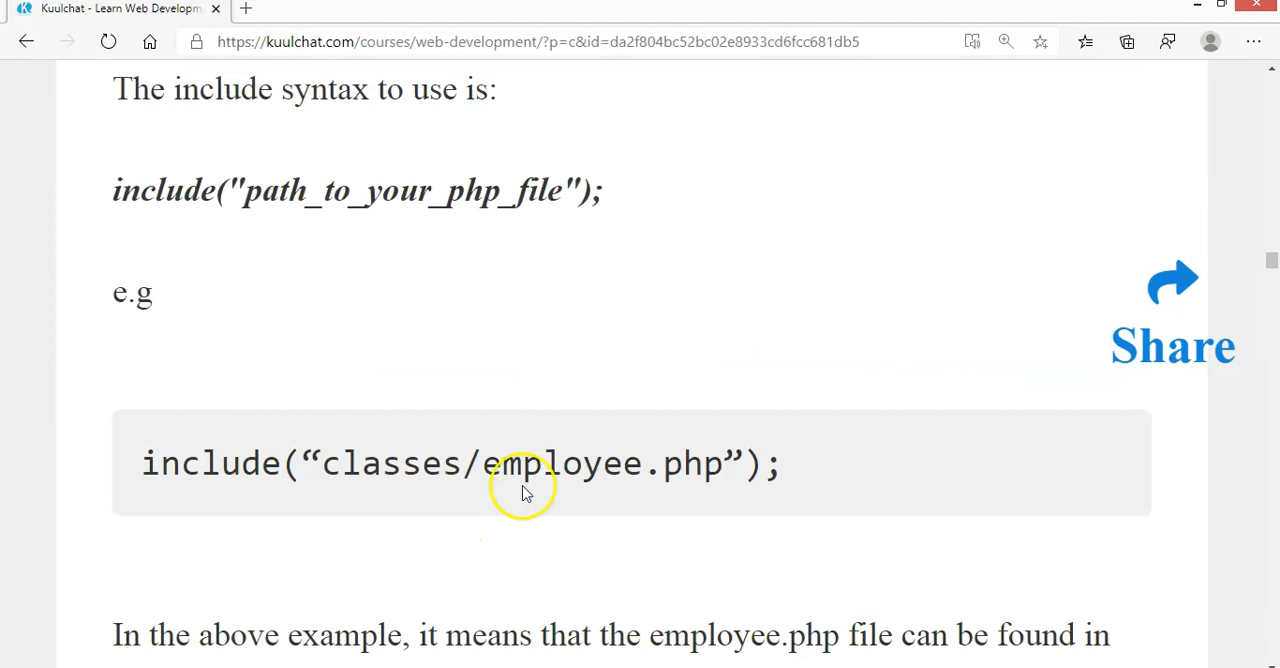 Kuulchat - Learn Web Developm
https://kuulchat.com/courses/web-development/?p=c&id=da2f804bc52bc02e8933cd6fcc681db5
The include syntax to use is:
include("path_to_your_php_file");
e.g
Share
include(“classes/employee.php”);
In the above example, it means that the employee.php file can be found in